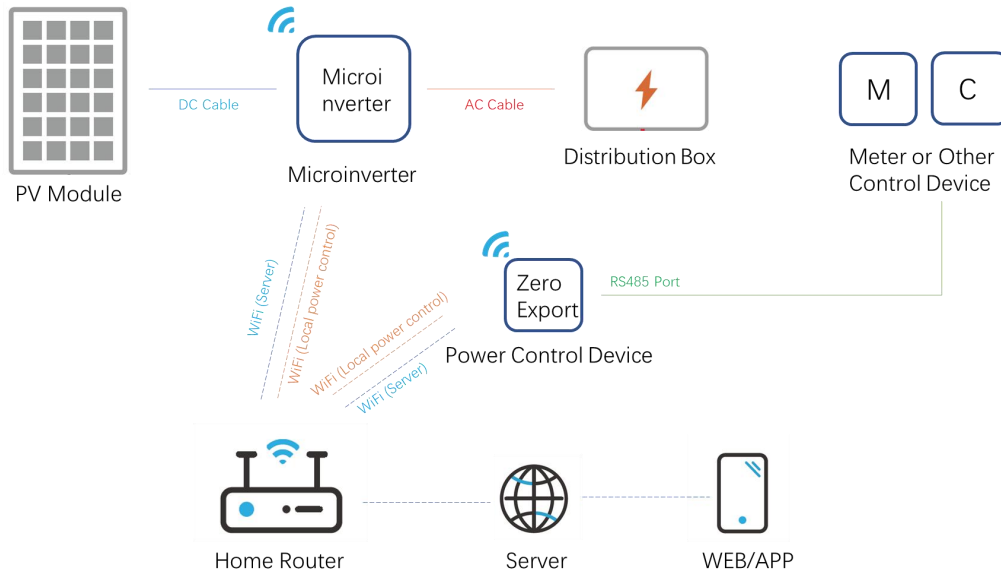 Microi
nverter
M
C
DC Cable
AC Cable
PV Module
Microinverter
Distribution Box
Meter or Other
Control Device
WiFi (Server)
WiFi (Local power control)
WiFi (Local power control)
WiFi (Server)
Zero
Export
RS485 Port
Power Control Device
Home Router
Server
WEB/APP